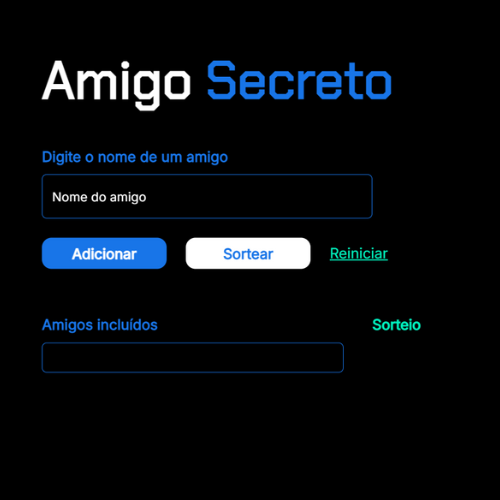 Amigo Secreto
Digite o nome de um amigo
Nome do amigo
Adicionar Sortear Reiniciar
Amigos incluídos Sorteio